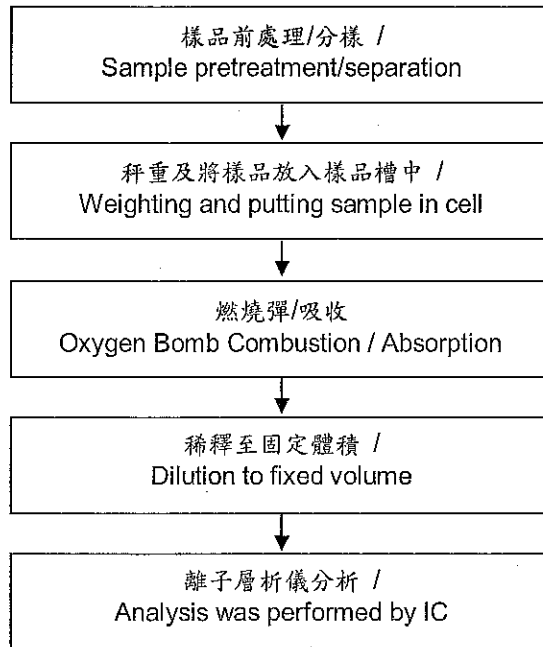 樣品前處理/分樣 /
Sample pretreatment/separation
秤重及將樣品放入樣品槽中 /
Weighting and putting sample in cell
燃燒彈/吸收
Oxygen Bomb Combustion / Absorption
稀釋至固定體積 /
Dilution to fixed volume
離子層析儀分析 /
Analysis was performed by IC